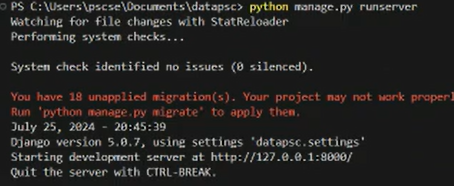 PS C:\Users\pscse\Documents\datapsc> python manage.py runserver
Watching for file changes with StatReloader
Performing system checks...
System check identified no issues (0 silenced).
You have 18 unapplied migration(s). Your project may not work properl
Run 'python manage.py migrate' to apply them.
July 25, 2024 - 20:45:39
Django version 5.0.7, using settings 'datapsc.settings'
Starting development server at http://127.0.0.1:8000/
Quit the server with CTRL-BREAK.